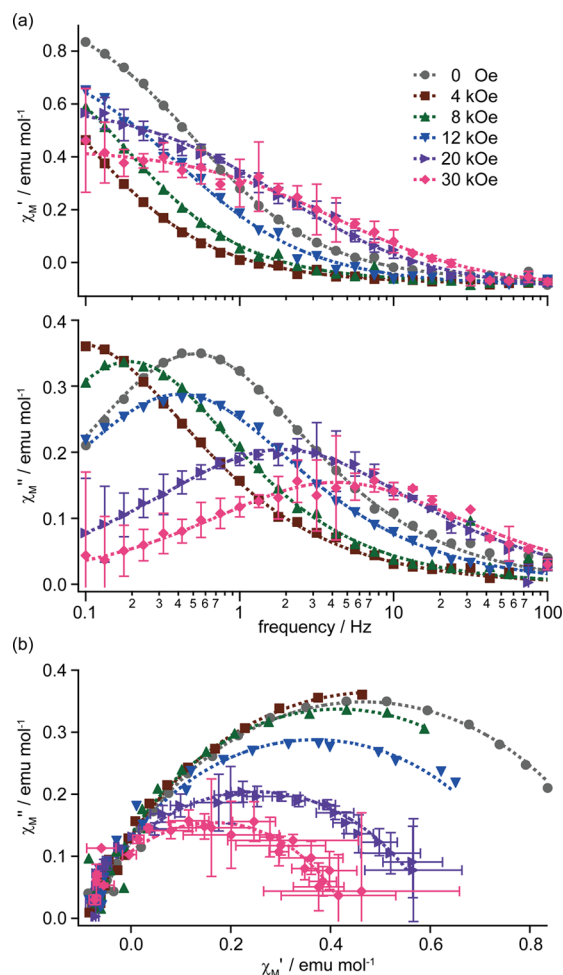 (a)
0.8
0.6
0.4
0.2
0.0
χM' / emu mol-1
0 Oe
4 kOe
8 kOe
12 kOe
20 kOe
30 kOe
0.4
0.3
0.2
0.1
0.0
χM" / emu mol-1
0.1 2 3 4 5 6 7 1 2 3 4 5 6 7 10 2 3 4 5 6 7 100
frequency / Hz
(b)
0.4
0.3
0.2
0.1
0.0
χM" / emu mol-1
0.0 0.2 0.4 0.6 0.8
χM' / emu mol-1